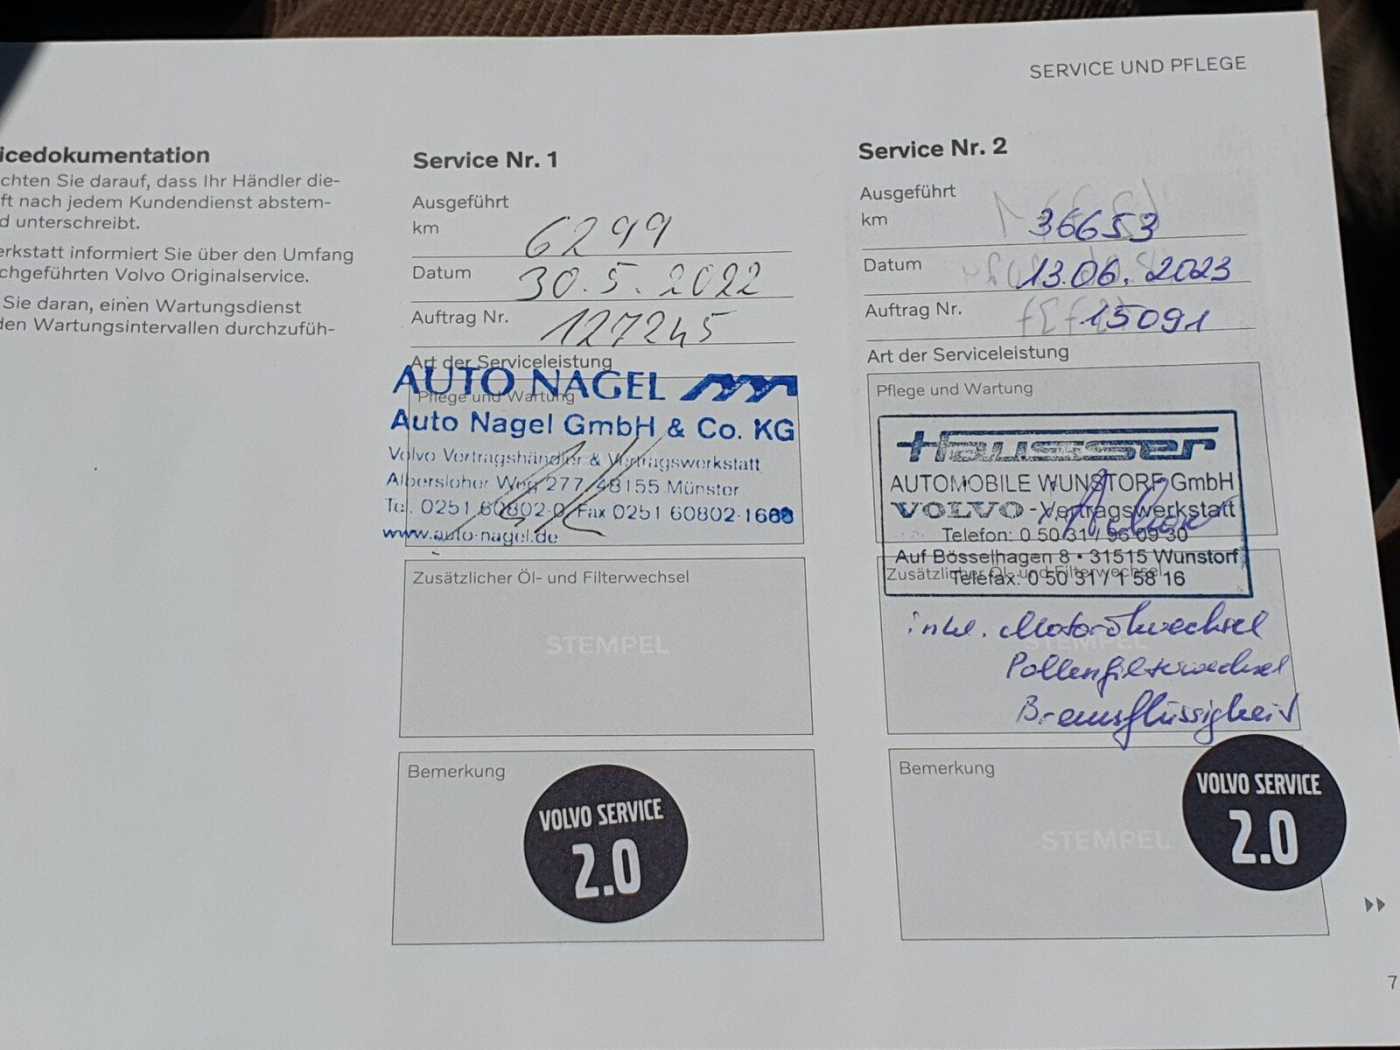 SERVICE UND PFLEGE
icedokumentation
chten Sie darauf, dass Ihr Händler die-
ft nach jedem Kundendienst abstem-
d unterschreibt.
erkstatt informiert Sie über den Umfang
chgeführten Volvo Originalservice.
Sie daran, einen Wartungsdienst
den Wartungsintervallen durchzufüh-
Service Nr. 1
Ausgeführt
km 6299
Datum 30.5.2022
Auftrag Nr. 127245
Art der Serviceleistung
Pflege und Wartung
AUTO NAGEL
Auto Nagel GmbH & Co. KG
Volvo Vertragshändler & Vertragswerkstatt
Albersloher Weg 277, 48155 Münster
Tel. 0251 60802-0, Fax 0251 60802-1688
www.auto-nagel.de
Zusätzlicher Öl- und Filterwechsel
STEMPEL
Bemerkung
VOLVO SERVICE
2.0
Service Nr. 2
Ausgeführt
km 36653
Datum 13.06.2023
Auftrag Nr. 15091
Art der Serviceleistung
Pflege und Wartung
Hausser
AUTOMOBILE WUNSTORF GmbH
VOLVO-Vertragswerkstatt
Telefon: 0 50 31 / 96 09 30
Auf Bösselhagen 8 • 31515 Wunstorf
Telefax: 0 50 31 / 1 58 16
Zusätzlicher Öl- und Filterwechsel
STEMPEL
inkl. Motorölwechsel
Pollenfilterwechsel
Bremsflüssigkeit
Bemerkung
STEMPEL
VOLVO SERVICE
2.0
7